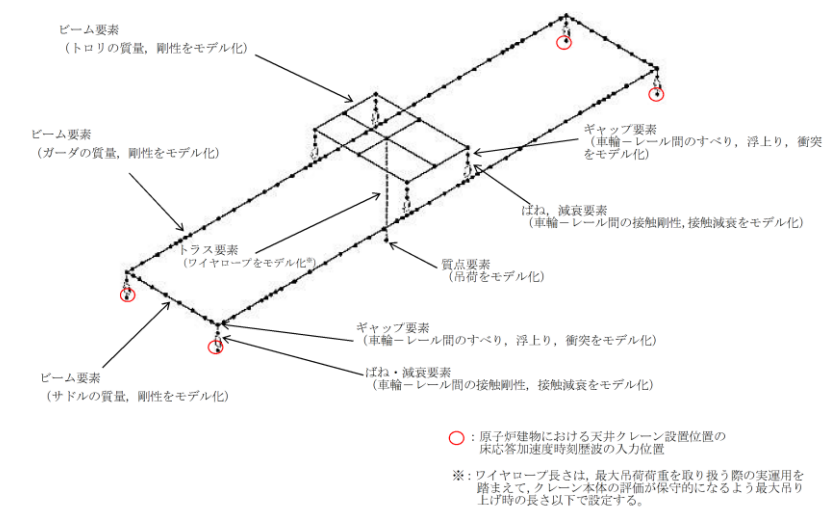 ビーム要素
(トロリの質量，剛性をモデル化)
ビーム要素
(ガーダの質量，剛性をモデル化)
ギャップ要素
(車輪－レール間のすべり，浮上り，衝突
をモデル化)
ばね，減衰要素
(車輪－レール間の接触剛性，接触減衰をモデル化)
トラス要素
(ワイヤロープをモデル化※)
質点要素
(吊荷をモデル化)
ギャップ要素
(車輪－レール間のすべり，浮上り，衝突をモデル化)
ばね・減衰要素
(車輪－レール間の接触剛性，接触減衰をモデル化)
ビーム要素
(サドルの質量，剛性をモデル化)
：原子炉建物における天井クレーン設置位置の
床応答加速度時刻歴波の入力位置
※：ワイヤロープ長さは，最大吊荷荷重を取り扱う際の実運用を
踏まえて，クレーン本体の評価が保守的になるよう最大吊り
上げ時の長さ以下で設定する。